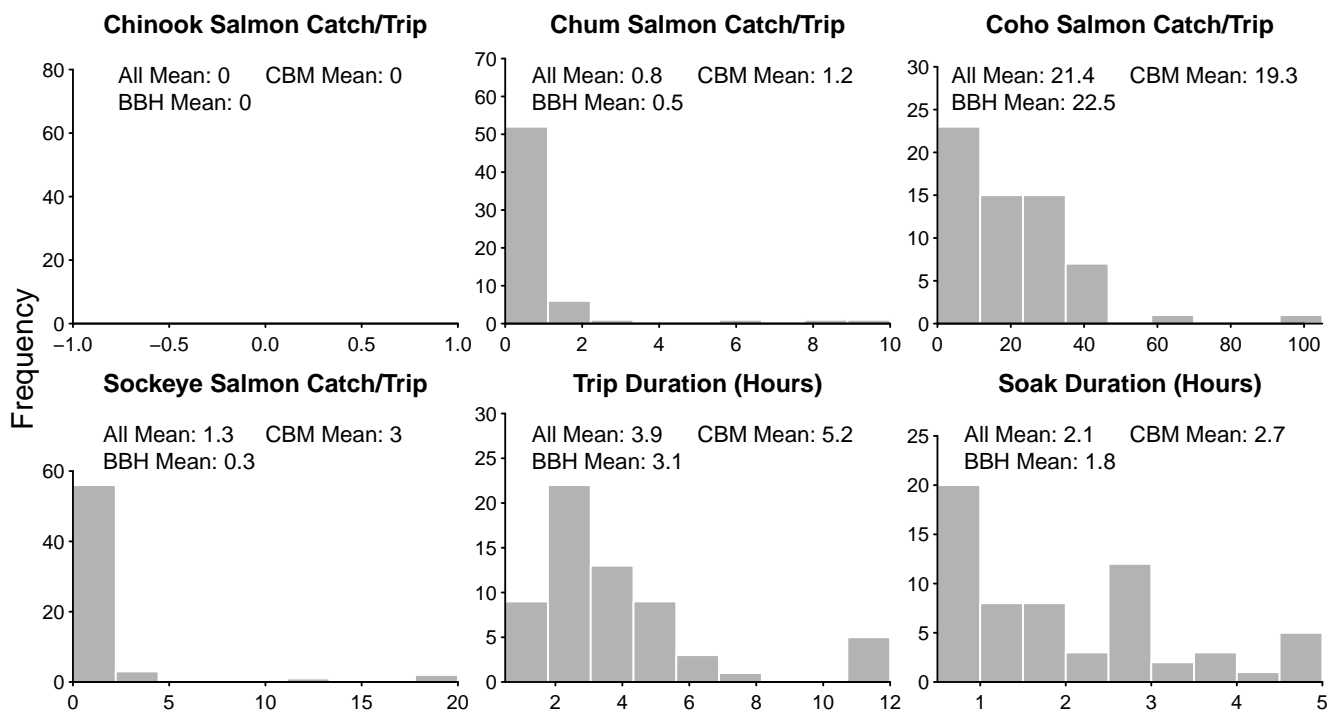 Chinook Salmon Catch/Trip
All Mean: 0 CBM Mean: 0
BBH Mean: 0
80
60
40
20
0
−1.0 −0.5 0.0 0.5 1.0
Chum Salmon Catch/Trip
All Mean: 0.8 CBM Mean: 1.2
BBH Mean: 0.5
70
60
50
40
30
20
10
0
0 2 4 6 8 10
Coho Salmon Catch/Trip
All Mean: 21.4 CBM Mean: 19.3
BBH Mean: 22.5
30
25
20
15
10
5
0
0 20 40 60 80 100
Frequency
Sockeye Salmon Catch/Trip
All Mean: 1.3 CBM Mean: 3
BBH Mean: 0.3
60
40
20
0
0 5 10 15 20
Trip Duration (Hours)
All Mean: 3.9 CBM Mean: 5.2
BBH Mean: 3.1
30
25
20
15
10
5
0
2 4 6 8 10 12
Soak Duration (Hours)
All Mean: 2.1 CBM Mean: 2.7
BBH Mean: 1.8
25
20
15
10
5
0
1 2 3 4 5